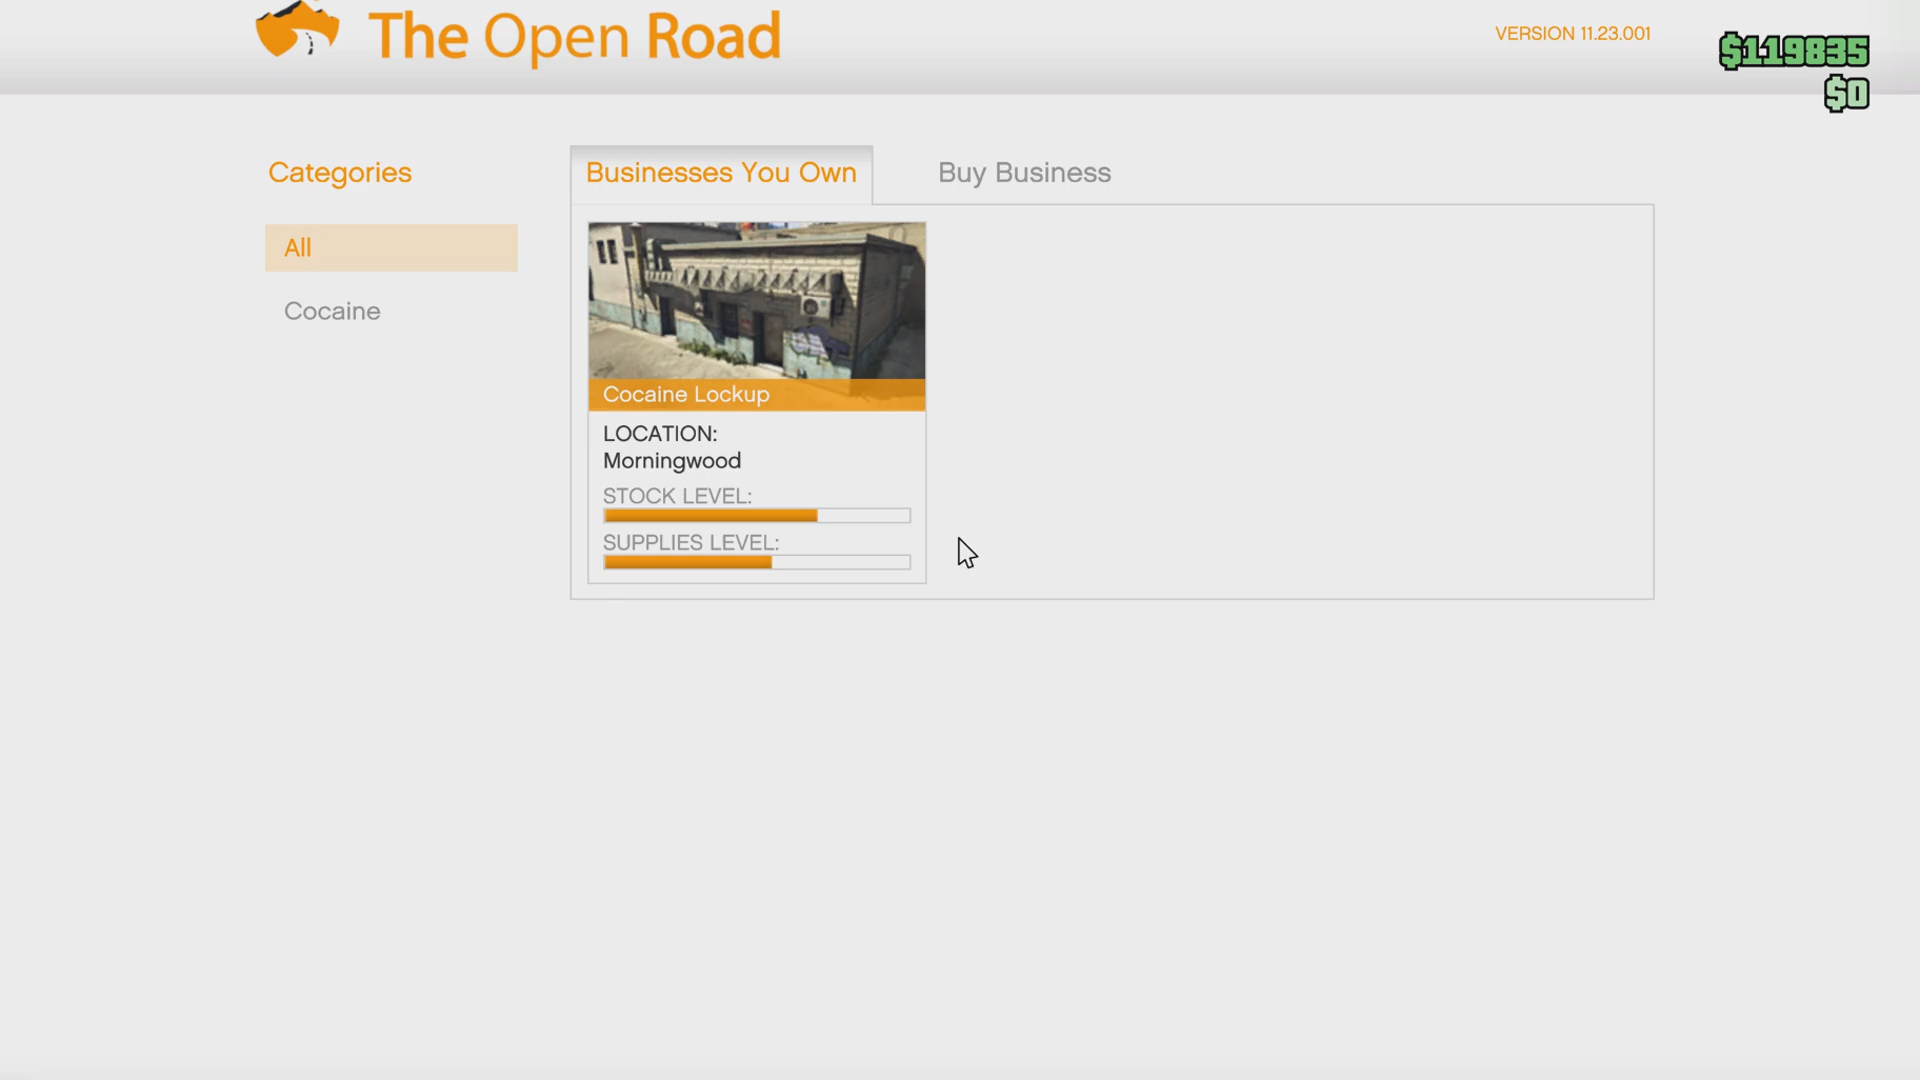 The Open Road
VERSION 11.23.001
$119835
$0
Categories
All
Cocaine
Businesses You Own
Buy Business
Cocaine Lockup
LOCATION:
Morningwood
STOCK LEVEL:
SUPPLIES LEVEL: